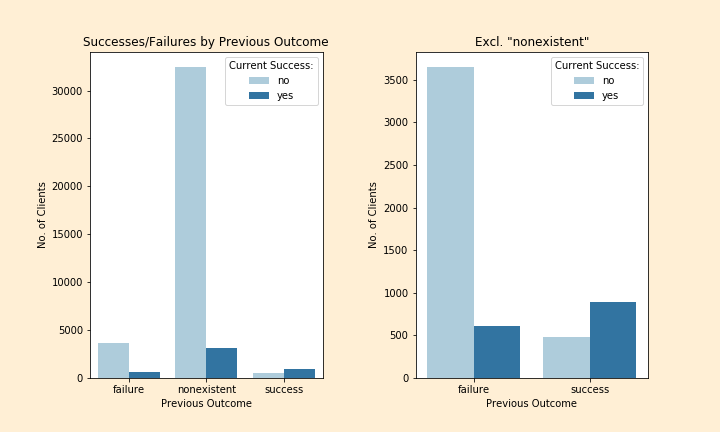 Successes/Failures by Previous Outcome
Current Success:
no
yes
No. of Clients
30000
25000
20000
15000
10000
5000
0
failure nonexistent success
Previous Outcome
Excl. "nonexistent"
Current Success:
no
yes
No. of Clients
3500
3000
2500
2000
1500
1000
500
0
failure success
Previous Outcome